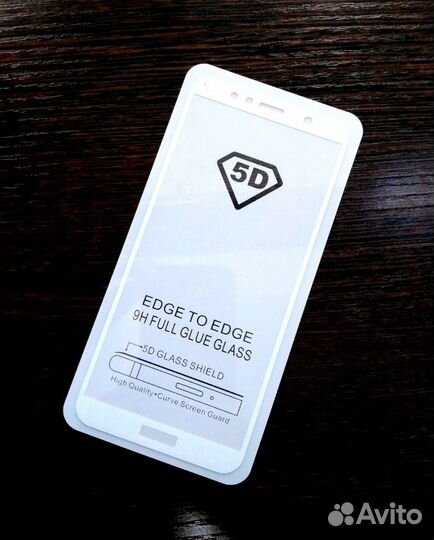 5D
EDGE TO EDGE
9H FULL GLUE GLASS
5D GLASS SHIELD
High Quality•Curve Screen Guard
Avito